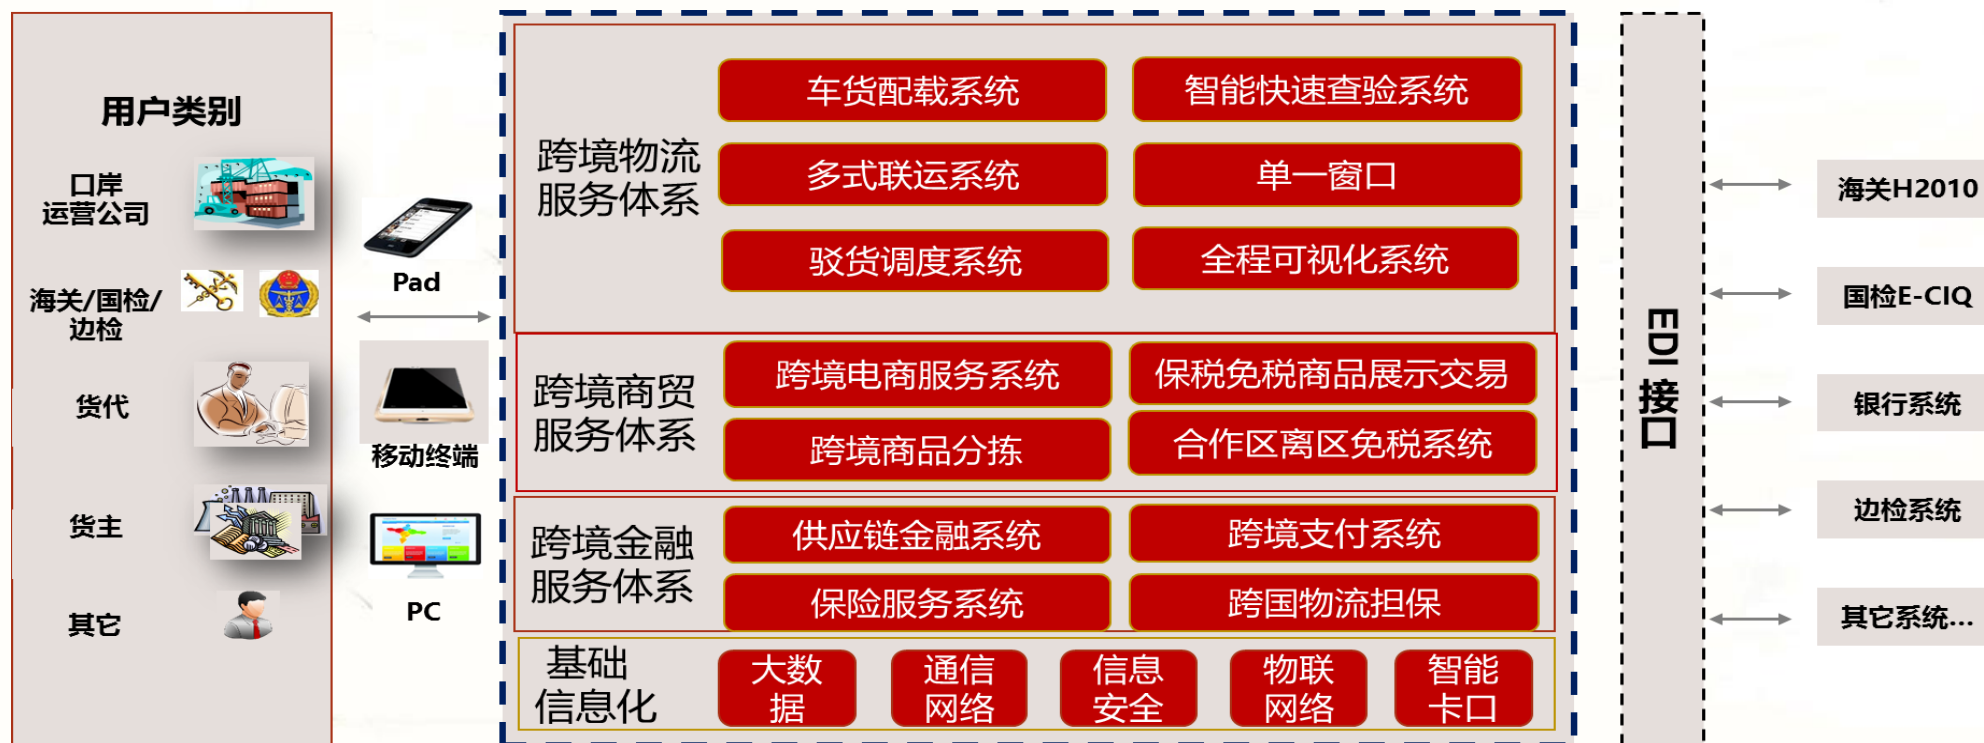 用户类别
口岸
运营公司
海关/国检/
边检
货代
货主
其它
Pad
移动终端
PC
跨境物流
服务体系
车货配载系统
智能快速查验系统
多式联运系统
单一窗口
驳货调度系统
全程可视化系统
跨境商贸
服务体系
跨境电商服务系统
保税免税商品展示交易
跨境商品分拣
合作区离区免税系统
跨境金融
服务体系
供应链金融系统
跨境支付系统
保险服务系统
跨国物流担保
基础
信息化
大数
据
通信
网络
信息
安全
物联
网络
智能
卡口
EDI 接口
海关H2010
国检E-CIQ
银行系统
边检系统
其它系统...